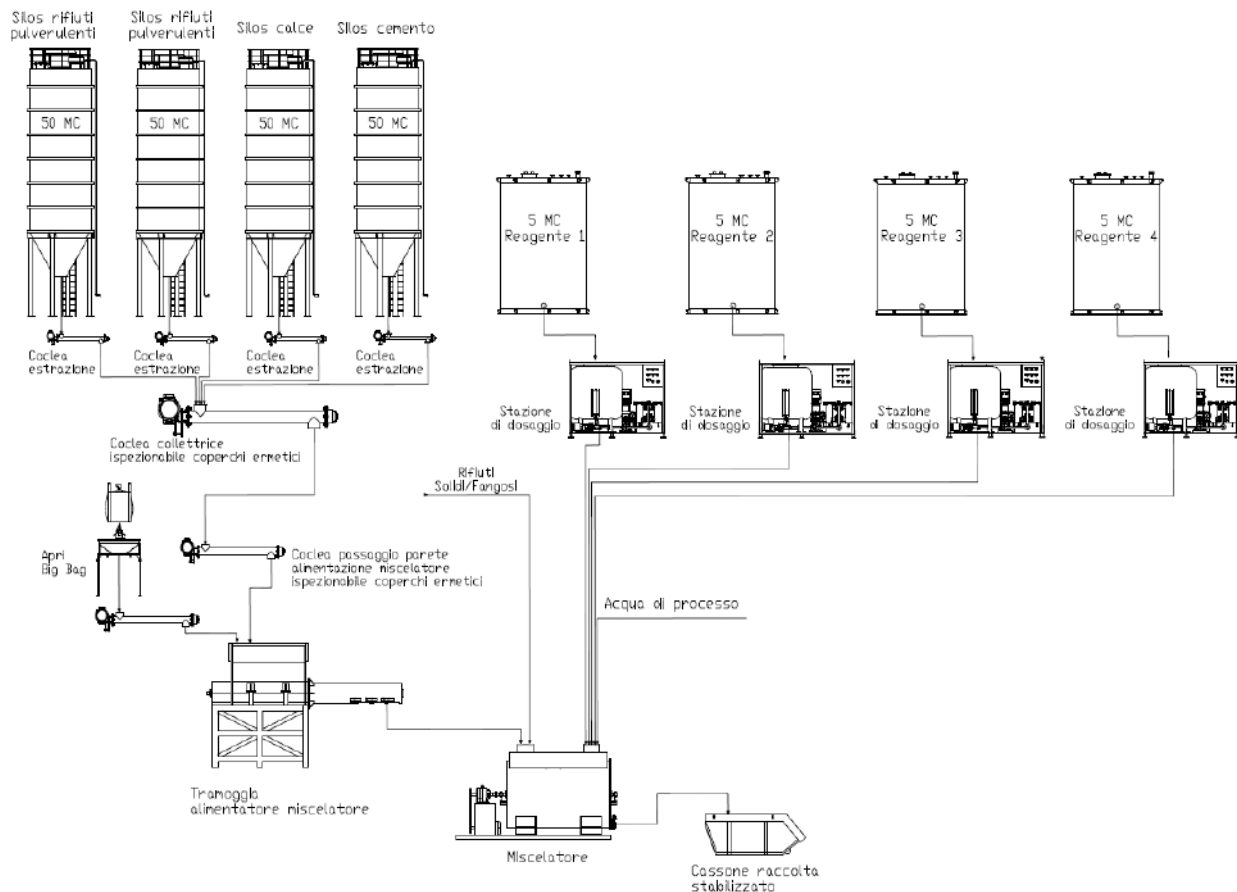 Silos rifiuti
pulverulenti
Silos rifiuti
pulverulenti
Silos calce
Silos cemento
50 MC
50 MC
50 MC
50 MC
5 MC
Reagente 1
5 MC
Reagente 2
5 MC
Reagente 3
5 MC
Reagente 4
Coclea
estrazione
Coclea
estrazione
Coclea
estrazione
Coclea
estrazione
Stazione
di dosaggio
Stazione
di dosaggio
Stazione
di dosaggio
Stazione
di dosaggio
Coclea collettrice
ispezionabile coperchi ermetici
Rifiuti
Solidi/Fangosi
Apri
Big Bag
Coclea passaggio parete
alimentazione miscelatore
ispezionabile coperchi ermetici
Acqua di processo
Tramoggia
alimentatore miscelatore
Miscelatore
Cassone raccolta
stabilizzato